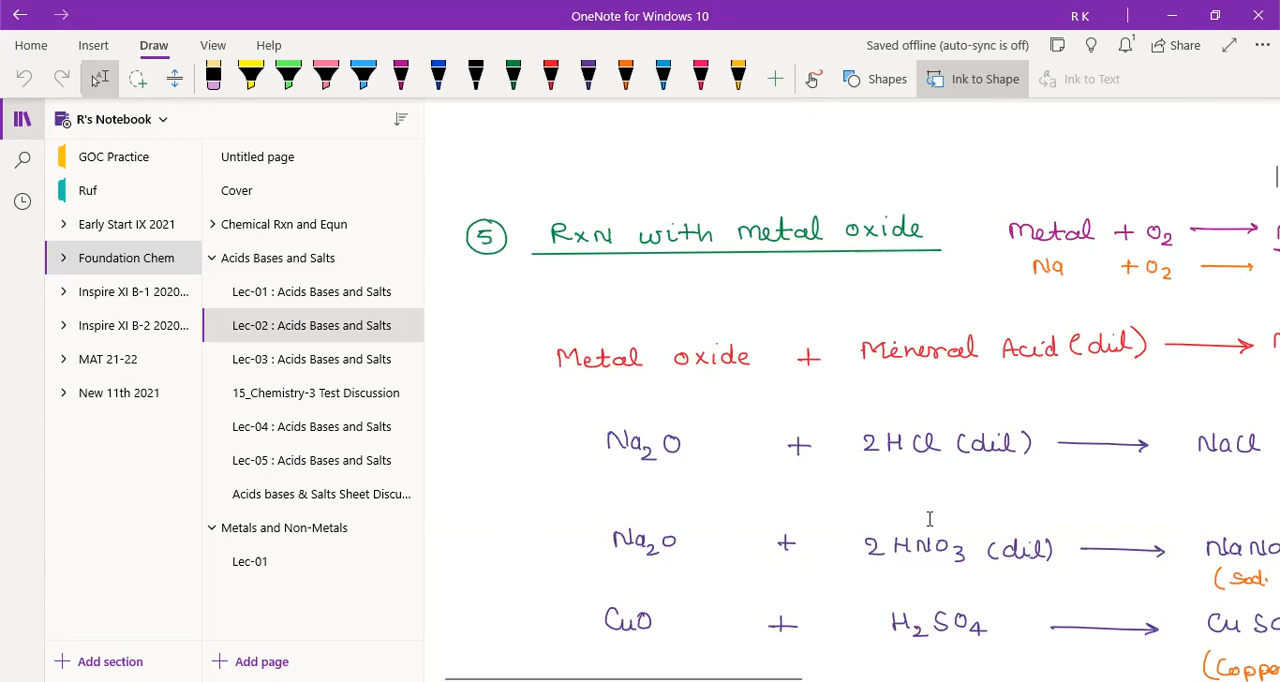 OneNote for Windows 10
R K
Home Insert Draw View Help
Saved offline (auto-sync is off)
Share
Shapes
Ink to Shape
Ink to Text
R's Notebook
GOC Practice
Ruf
Early Start IX 2021
Foundation Chem
Inspire XI B-1 2020...
Inspire XI B-2 2020...
MAT 21-22
New 11th 2021
Add section
Untitled page
Cover
Chemical Rxn and Equn
Acids Bases and Salts
Lec-01 : Acids Bases and Salts
Lec-02 : Acids Bases and Salts
Lec-03 : Acids Bases and Salts
15_Chemistry-3 Test Discussion
Lec-04 : Acids Bases and Salts
Lec-05 : Acids Bases and Salts
Acids bases & Salts Sheet Discu...
Metals and Non-Metals
Lec-01
Add page
⑤ RxN with metal oxide
Metal + O₂ →
Na + O₂ →
Metal oxide + Mineral Acid (dil) →
Na₂O + 2HCl (dil) → NaCl
Na₂O + 2HNO₃ (dil) → NaNO
(Sod.
CuO + H₂SO₄ → CuSO
(Coppe